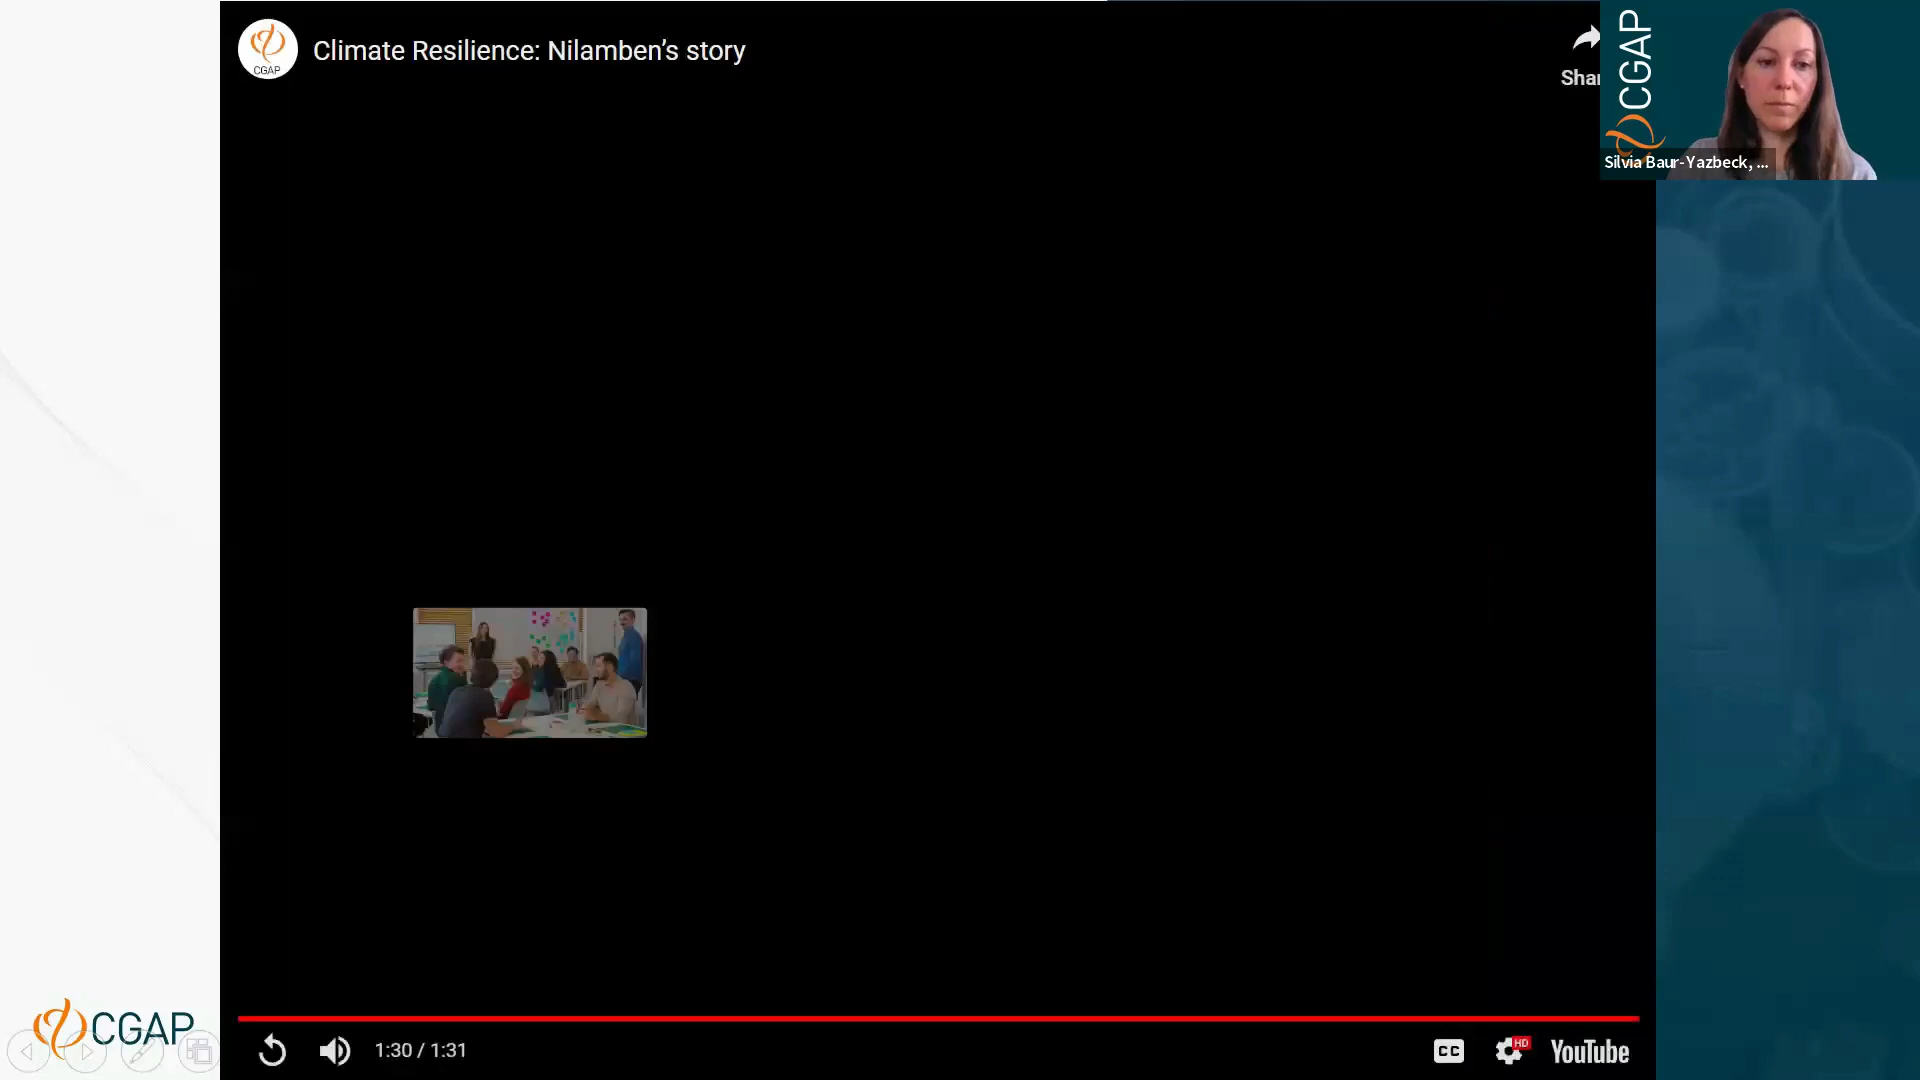 CGAP
Climate Resilience: Nilamben’s story
Shar
CGAP
Silvia Baur-Yazbeck, ...
CGAP
1:30 / 1:31
CC
HD
YouTube